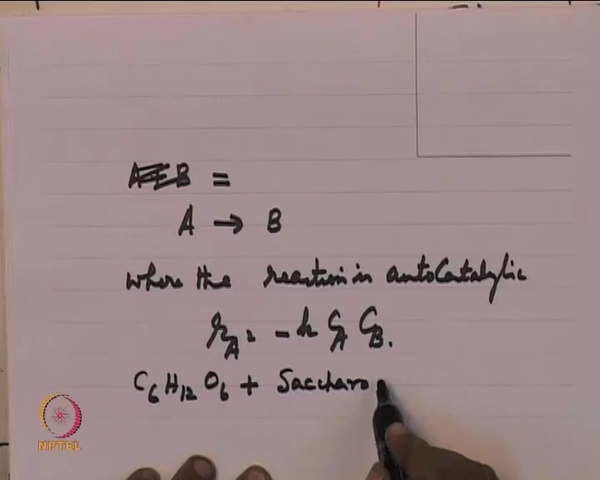 A⇌B =
A → B
where the reaction is autoCatalytic
r_A = - k C_A C_B.
C₆H₁₂O₆ + Saccharo
NPTEL